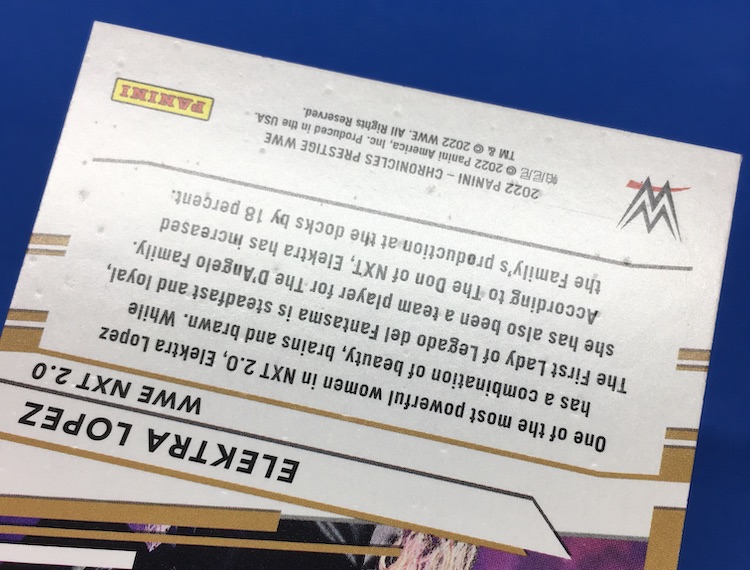 ELEKTRA LOPEZ
WWE NXT 2.0
One of the most powerful women in NXT 2.0, Elektra Lopez
has a combination of beauty, brains and brawn. While
The First Lady of Legado del Fantasma is steadfast and loyal,
she has also been a team player for The D'Angelo Family.
According to The Don of NXT, Elektra has increased
the Family's production at the docks by 18 percent.
2022 PANINI – CHRONICLES PRESTIGE WWE
帕尼尼 © 2022 Panini America, Inc. Produced in the USA.
TM & © 2022 WWE. All Rights Reserved.
PANINI